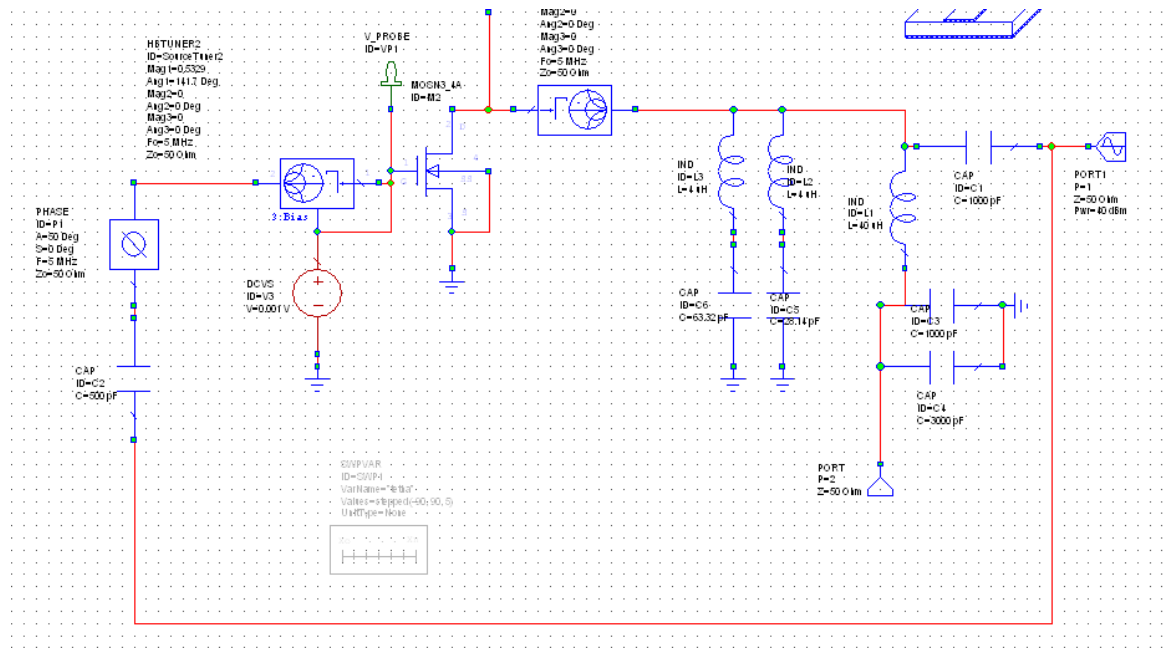 Mag2=0
Ang2=0 Deg
Mag3=0
Ang3=0 Deg
Fo=5 MHz
Zo=50 Ohm
HBTUNER2
ID=SourceTuner2
Mag1=0.5329
Ang1=141.7 Deg
Mag2=0
Ang2=0 Deg
Mag3=0
Ang3=0 Deg
Fo=5 MHz
Zo=50 Ohm
V_PROBE
ID=VP1
MOSN3_4A
ID=M2
3:Bias
PHASE
ID=P1
A=50 Deg
S=0 Deg
F=5 MHz
Zo=50 Ohm
DCVS
ID=V3
V=0.001 V
CAP
ID=C2
C=500 pF
IND
ID=L3
L=4 nH
IND
ID=L2
L=4 nH
IND
ID=L1
L=40 nH
CAP
ID=C1
C=1000 pF
PORT1
P=1
Z=50 Ohm
Pwr=40 dBm
CAP
ID=C6
C=63.32 pF
CAP
ID=C5
C=28.14 pF
CAP
ID=C3
C=1000 pF
CAP
ID=C4
C=3000 pF
PORT
P=2
Z=50 Ohm
SWPVAR
ID=SWP1
Values=stepped(-90,90,5)
UnitType=None